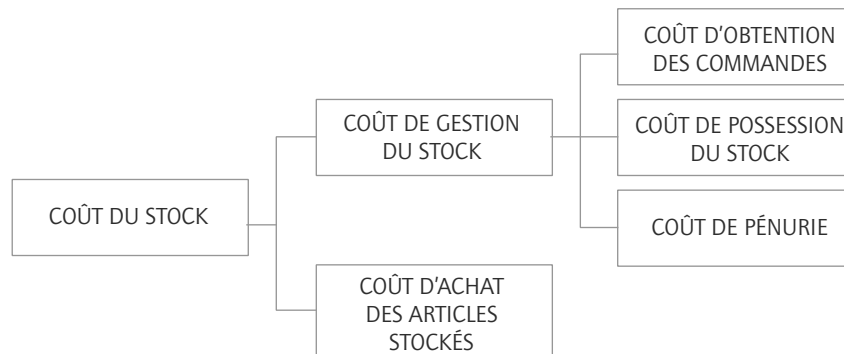 COÛT D'OBTENTION
DES COMMANDES
COÛT DE GESTION
DU STOCK
COÛT DE POSSESSION
DU STOCK
COÛT DU STOCK
COÛT DE PÉNURIE
COÛT D'ACHAT
DES ARTICLES
STOCKÉS